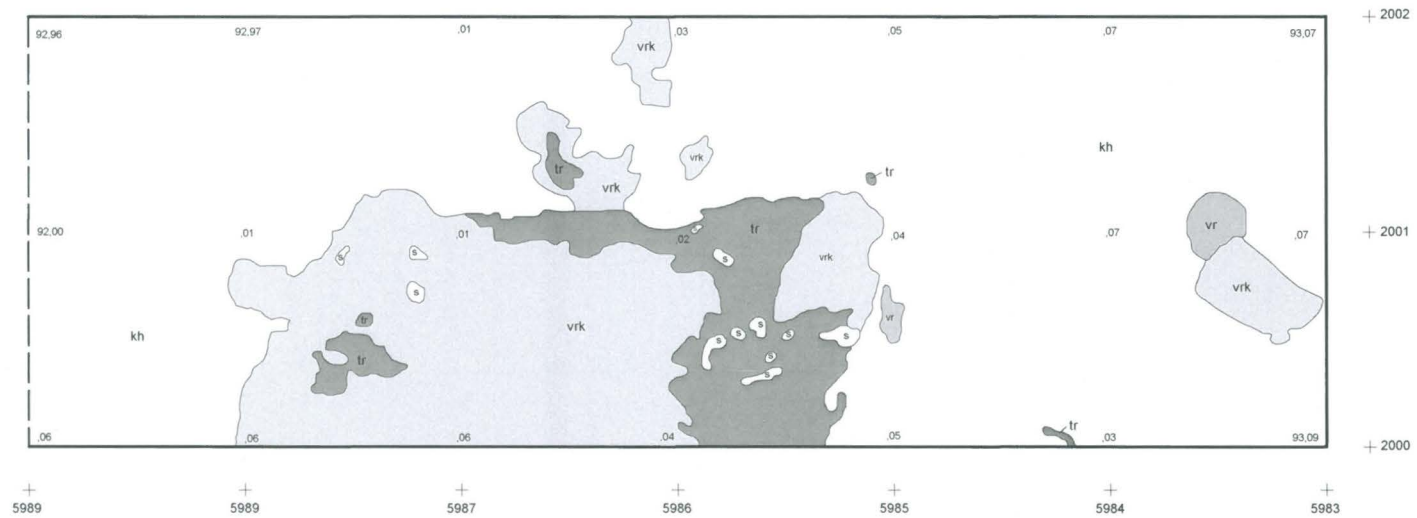 2002
92,96 92,97 ,01 ,03 ,05 ,07 93,07
vrk
kh
vrk
tr
tr
vrk
vr
92,00 ,01 ,01 ,02 tr ,04 ,07 ,07 2001
s
s s s
vrk
vrk
s
tr vr
s
vrk
s s s s
kh
s
tr
s
tr
,06 ,06 ,06 ,04 ,05 ,03 93,09 2000
5989 5989 5987 5986 5985 5984 5983